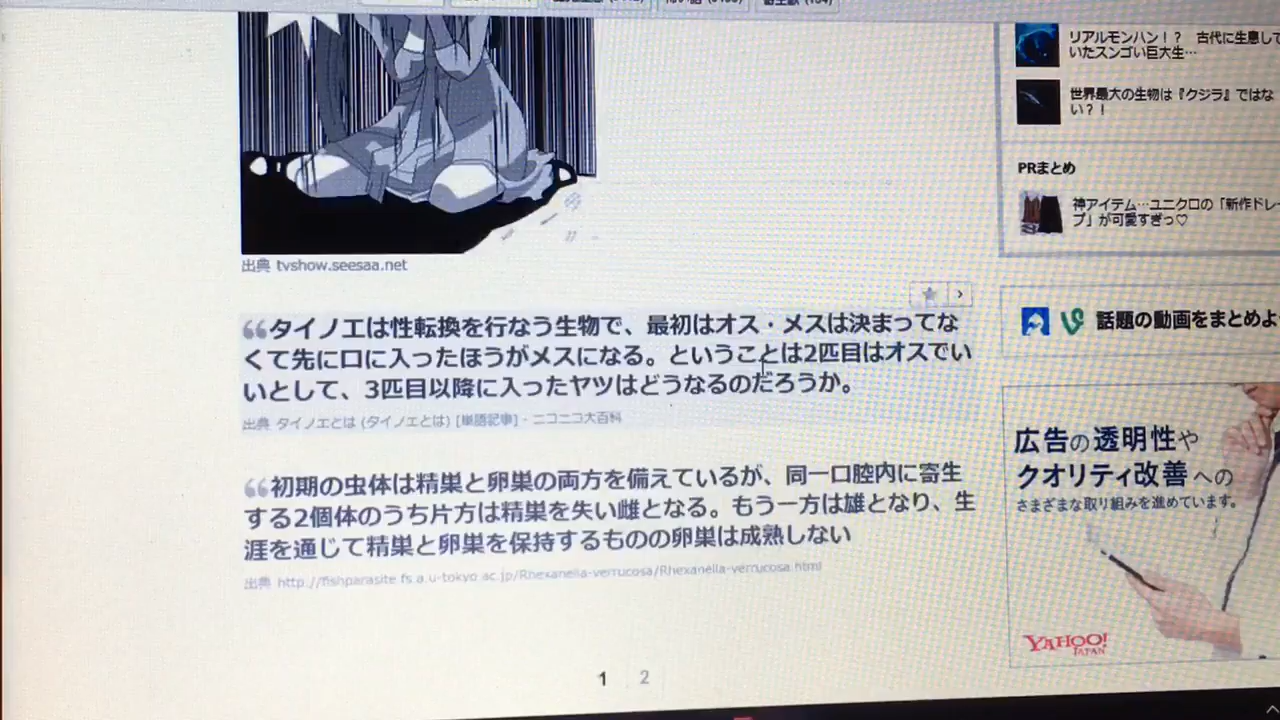 リアルモンハン！？ 古代に生息して
いたスンゴい巨大生…
世界最大の生物は『クジラ』ではな
い？！
PRまとめ
神アイテム…ユニクロの「新作ドレー
プ」が可愛すぎっ♡
出典 tvshow.seesaa.net
タイノエは性転換を行なう生物で、最初はオス・メスは決まってな
くて先に口に入ったほうがメスになる。ということは2匹目はオスでい
いとして、3匹目以降に入ったヤツはどうなるのだろうか。
出典 タイノエとは (タイノエとは) [単語記事] - ニコニコ大百科
話題の動画をまとめよ
初期の虫体は精巣と卵巣の両方を備えているが、同一口腔内に寄生
する2個体のうち片方は精巣を失い雌となる。もう一方は雄となり、生
涯を通じて精巣と卵巣を保持するものの卵巣は成熟しない
出典 http://fishparasite.fs.a.u-tokyo.ac.jp/Rhexanella-verrucosa/Rhexanella-verrucosa.html
広告の透明性や
クオリティ改善への
さまざまな取り組みを進めています。
YAHOO!
JAPAN
1 2